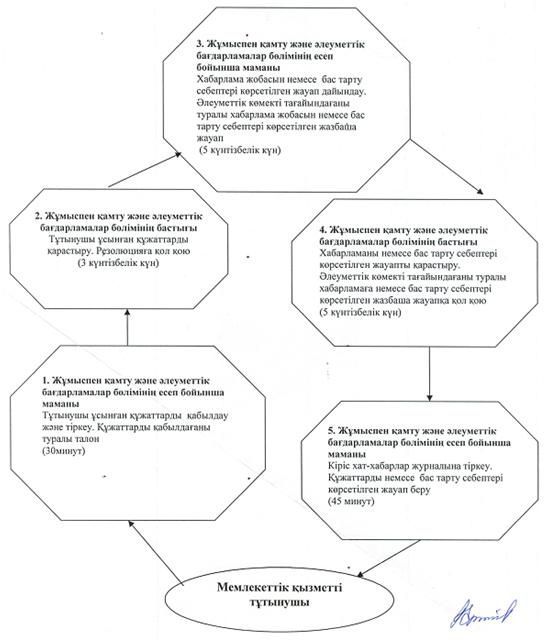 3. Жұмыспен қамту және әлеуметтік
бағдарламалар бөлімінің есеп
бойынша маманы
Хабарлама жобасын немесе бас тарту
себептері көрсетілген жауап дайындау.
Әлеуметтік көмекті тағайындағаны
туралы хабарлама жобасын немесе бас
тарту себептері көрсетілген жазбаша
жауап
(5 күнтізбелік күн)
2. Жұмыспен қамту және әлеуметтік
бағдарламалар бөлімінің бастығы
Тұтынушы ұсынған құжаттарды
қарастыру. Резолюцияға қол қою
(3 күнтізбелік күн)
4. Жұмыспен қамту және әлеуметтік
бағдарламалар бөлімінің бастығы
Хабарламаны немесе бас тарту себептері
көрсетілген жауапты қарастыру.
Әлеуметтік көмекті тағайындағаны туралы
хабарламаға немесе бас тарту себептері
көрсетілген жазбаша жауапқа қол қою
(5 күнтізбелік күн)
1. Жұмыспен қамту және әлеуметтік
бағдарламалар бөлімінің есеп бойынша
маманы
Тұтынушы ұсынған құжаттарды қабылдау
және тіркеу. Құжаттарды қабылдағаны
туралы талон
(30минут)
5. Жұмыспен қамту және әлеуметтік
бағдарламалар бөлімінің есеп бойынша
маманы
Кіріс хат-хабарлар журналына тіркеу.
Құжаттарды немесе бас тарту себептері
көрсетілген жауап беру
(45 минут)
Мемлекеттік қызметті
тұтынушы